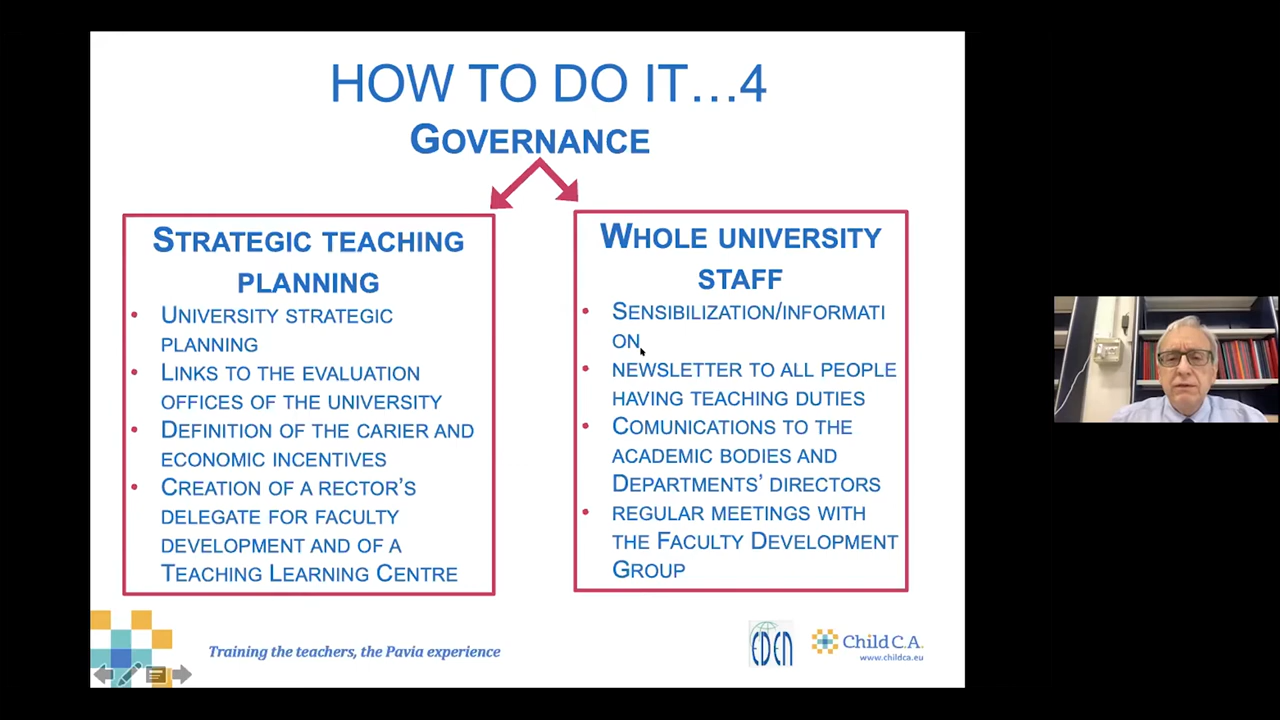 HOW TO DO IT...4
GOVERNANCE
STRATEGIC TEACHING
PLANNING
• UNIVERSITY STRATEGIC
PLANNING
• LINKS TO THE EVALUATION
OFFICES OF THE UNIVERSITY
• DEFINITION OF THE CARIER AND
ECONOMIC INCENTIVES
• CREATION OF A RECTOR’S
DELEGATE FOR FACULTY
DEVELOPMENT AND OF A
TEACHING LEARNING CENTRE
WHOLE UNIVERSITY
STAFF
• SENSIBILIZATION/INFORMATI
ON,
• NEWSLETTER TO ALL PEOPLE
HAVING TEACHING DUTIES
• COMUNICATIONS TO THE
ACADEMIC BODIES AND
DEPARTMENTS’ DIRECTORS
• REGULAR MEETINGS WITH
THE FACULTY DEVELOPMENT
GROUP
Training the teachers, the Pavia experience
EDEN
Child C.A.
www.childca.eu